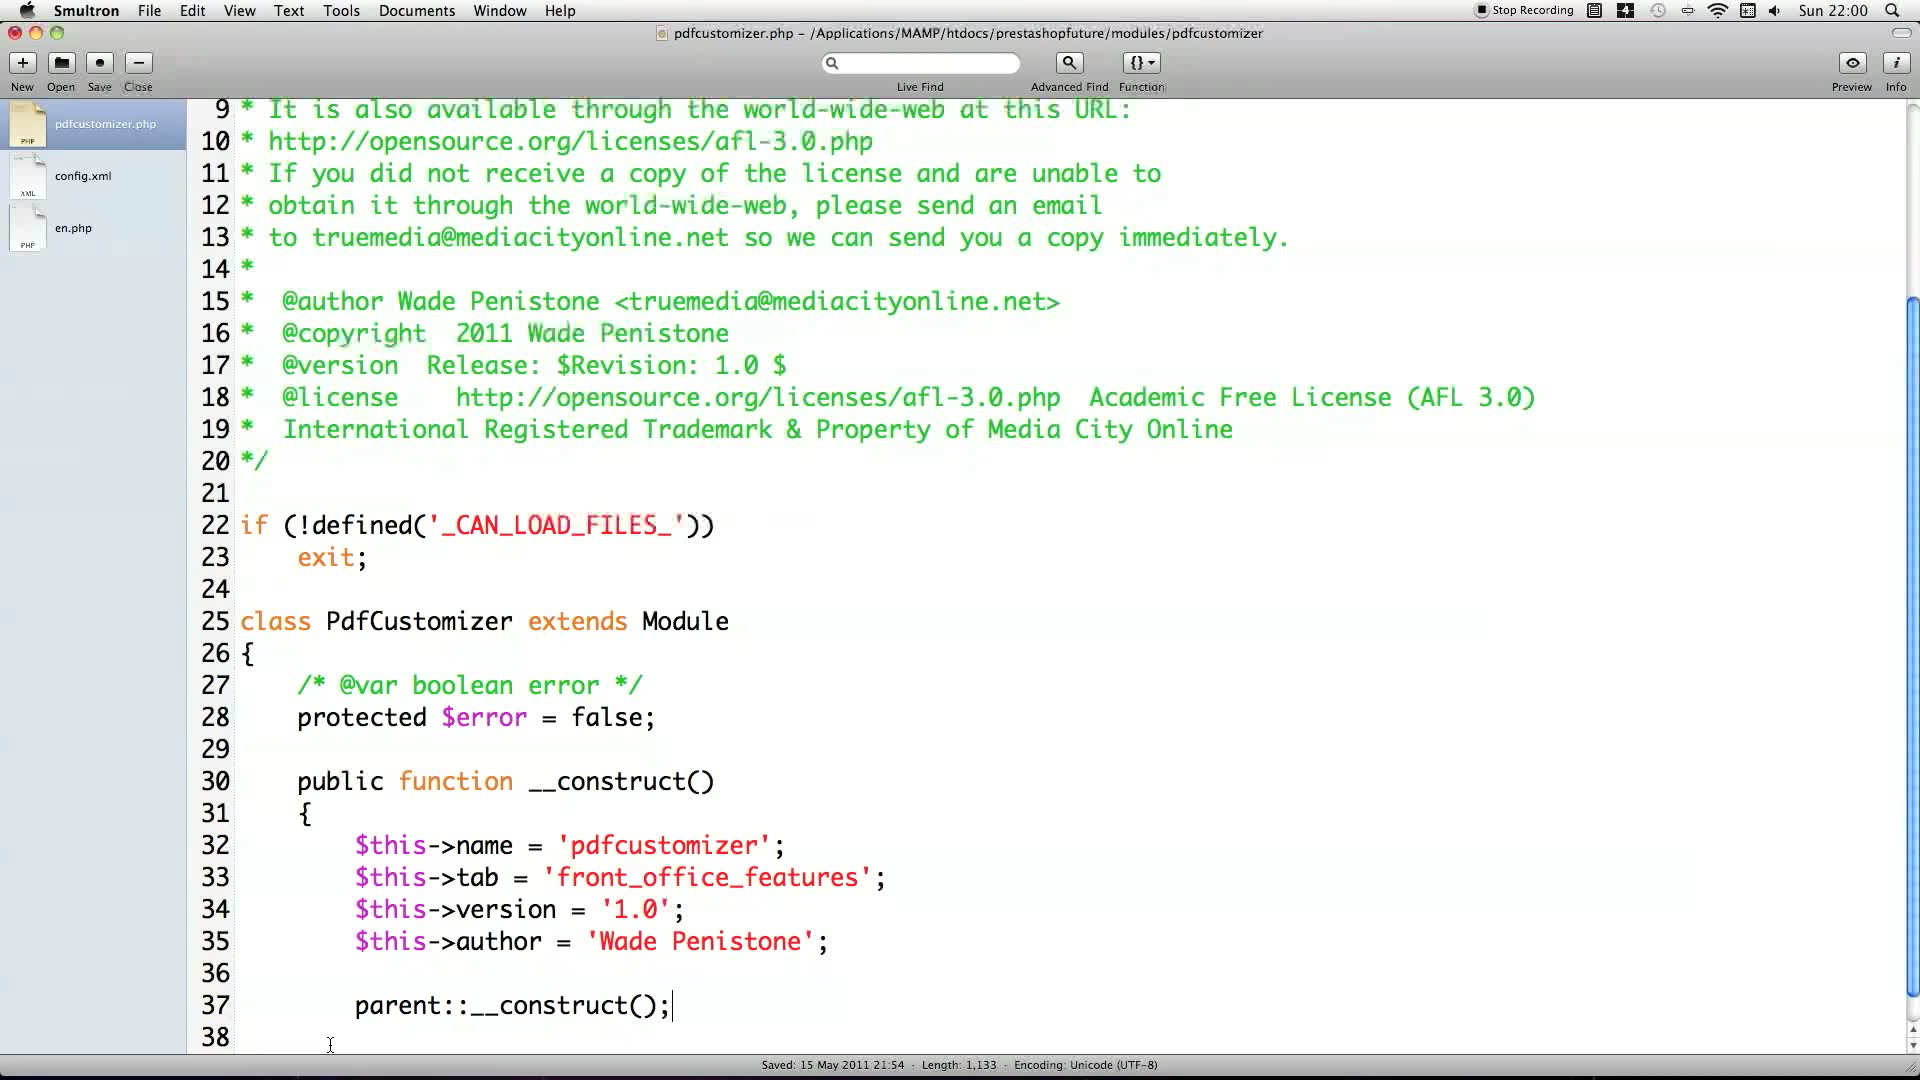 Smultron File Edit View Text Tools Documents Window Help Stop Recording 4 Sun 22:00
pdfcustomizer.php – /Applications/MAMP/htdocs/prestashopfuture/modules/pdfcustomizer
New Open Save Close Live Find Advanced Find {} Function Preview Info
pdfcustomizer.php
PHP
config.xml
XML
en.php
PHP
9 * It is also available through the world-wide-web at this URL:
10 * http://opensource.org/licenses/afl-3.0.php
11 * If you did not receive a copy of the license and are unable to
12 * obtain it through the world-wide-web, please send an email
13 * to truemedia@mediacityonline.net so we can send you a copy immediately.
14 *
15 *  @author Wade Penistone <truemedia@mediacityonline.net>
16 *  @copyright  2011 Wade Penistone
17 *  @version  Release: $Revision: 1.0 $
18 *  @license    http://opensource.org/licenses/afl-3.0.php  Academic Free License (AFL 3.0)
19 *  International Registered Trademark & Property of Media City Online
20 */
21
22 if (!defined('_CAN_LOAD_FILES_'))
23     exit;
24
25 class PdfCustomizer extends Module
26 {
27     /* @var boolean error */
28     protected $error = false;
29
30     public function __construct()
31     {
32         $this->name = 'pdfcustomizer';
33         $this->tab = 'front_office_features';
34         $this->version = '1.0';
35         $this->author = 'Wade Penistone';
36
37         parent::__construct();
38
Saved: 15 May 2011 21:54 · Length: 1,133 · Encoding: Unicode (UTF-8)